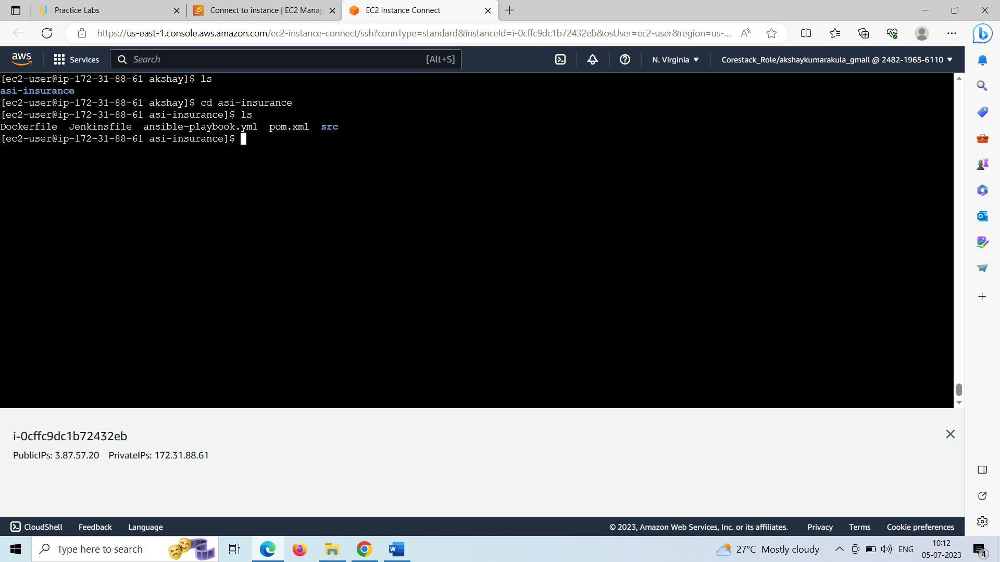 Practice Labs
Connect to instance | EC2 Manag
EC2 Instance Connect
https://us-east-1.console.aws.amazon.com/ec2-instance-connect/ssh?connType=standard&instanceId=i-0cffc9dc1b72432eb&osUser=ec2-user&region=us-...
aws
Services
Search
[Alt+S]
N. Virginia
Corestack_Role/akshaykumarakula_gmail @ 2482-1965-6110
[ec2-user@ip-172-31-88-61 akshay]$ ls
asi-insurance
[ec2-user@ip-172-31-88-61 akshay]$ cd asi-insurance
[ec2-user@ip-172-31-88-61 asi-insurance]$ ls
Dockerfile  Jenkinsfile  ansible-playbook.yml  pom.xml  src
[ec2-user@ip-172-31-88-61 asi-insurance]$
i-0cffc9dc1b72432eb
PublicIPs: 3.87.57.20   PrivateIPs: 172.31.88.61
CloudShell
Feedback
Language
© 2023, Amazon Web Services, Inc. or its affiliates.
Privacy
Terms
Cookie preferences
Type here to search
27°C Mostly cloudy
ENG
10:12
05-07-2023
4